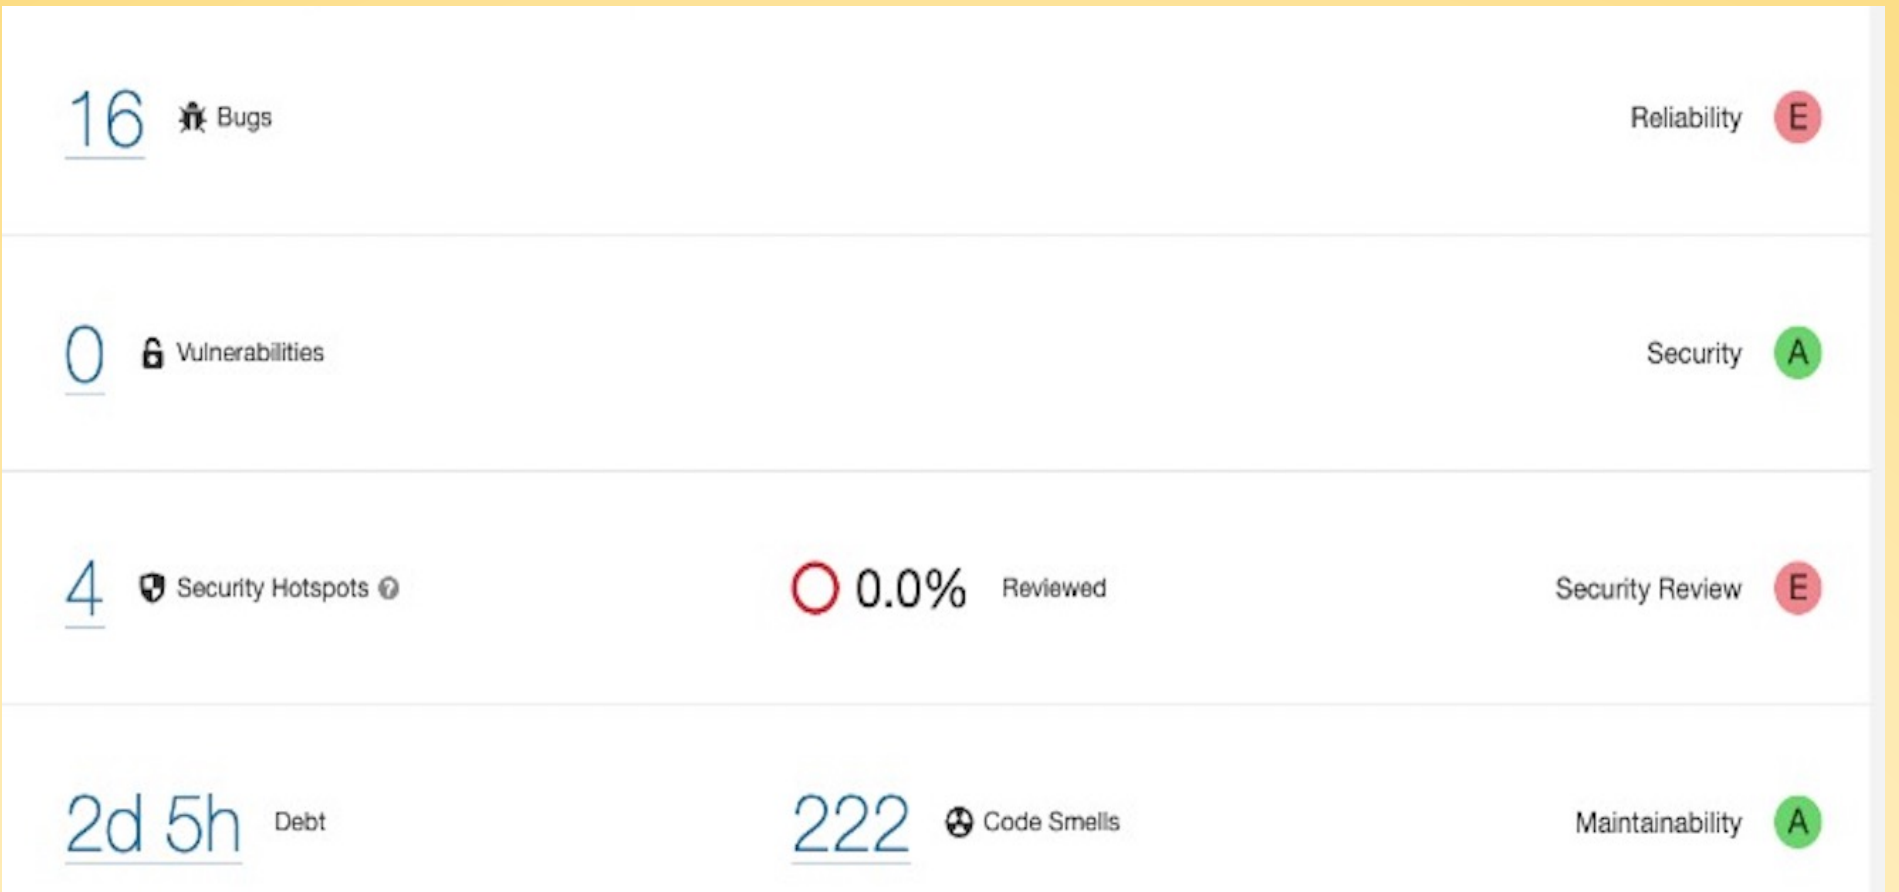 16 Bugs Reliability E
0 Vulnerabilities Security A
4 Security Hotspots ? 0.0% Reviewed Security Review E
2d 5h Debt 222 Code Smells Maintainability A